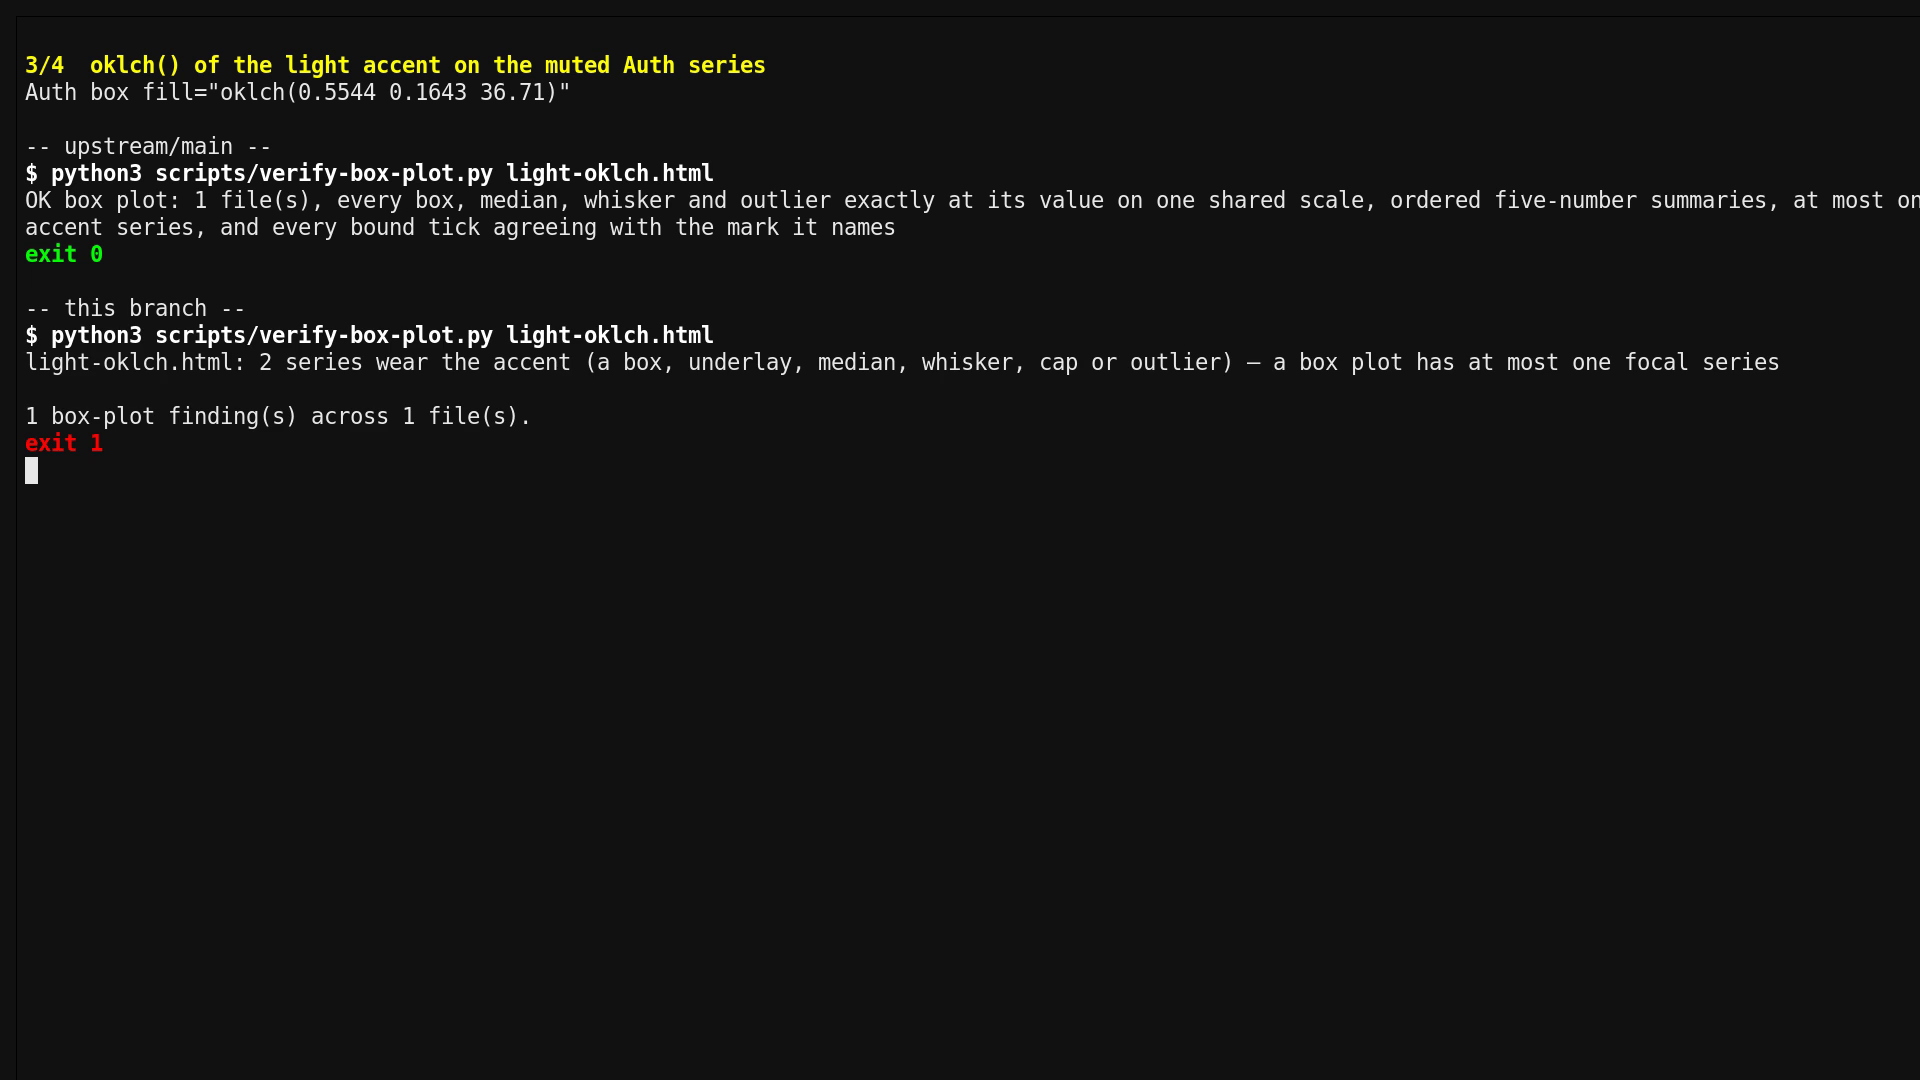 3/4  oklch() of the light accent on the muted Auth series
Auth box fill="oklch(0.5544 0.1643 36.71)"
-- upstream/main --
$ python3 scripts/verify-box-plot.py light-oklch.html
OK box plot: 1 file(s), every box, median, whisker and outlier exactly at its value on one shared scale, ordered five-number summaries, at most on
accent series, and every bound tick agreeing with the mark it names
exit 0
-- this branch --
$ python3 scripts/verify-box-plot.py light-oklch.html
light-oklch.html: 2 series wear the accent (a box, underlay, median, whisker, cap or outlier) — a box plot has at most one focal series
1 box-plot finding(s) across 1 file(s).
exit 1